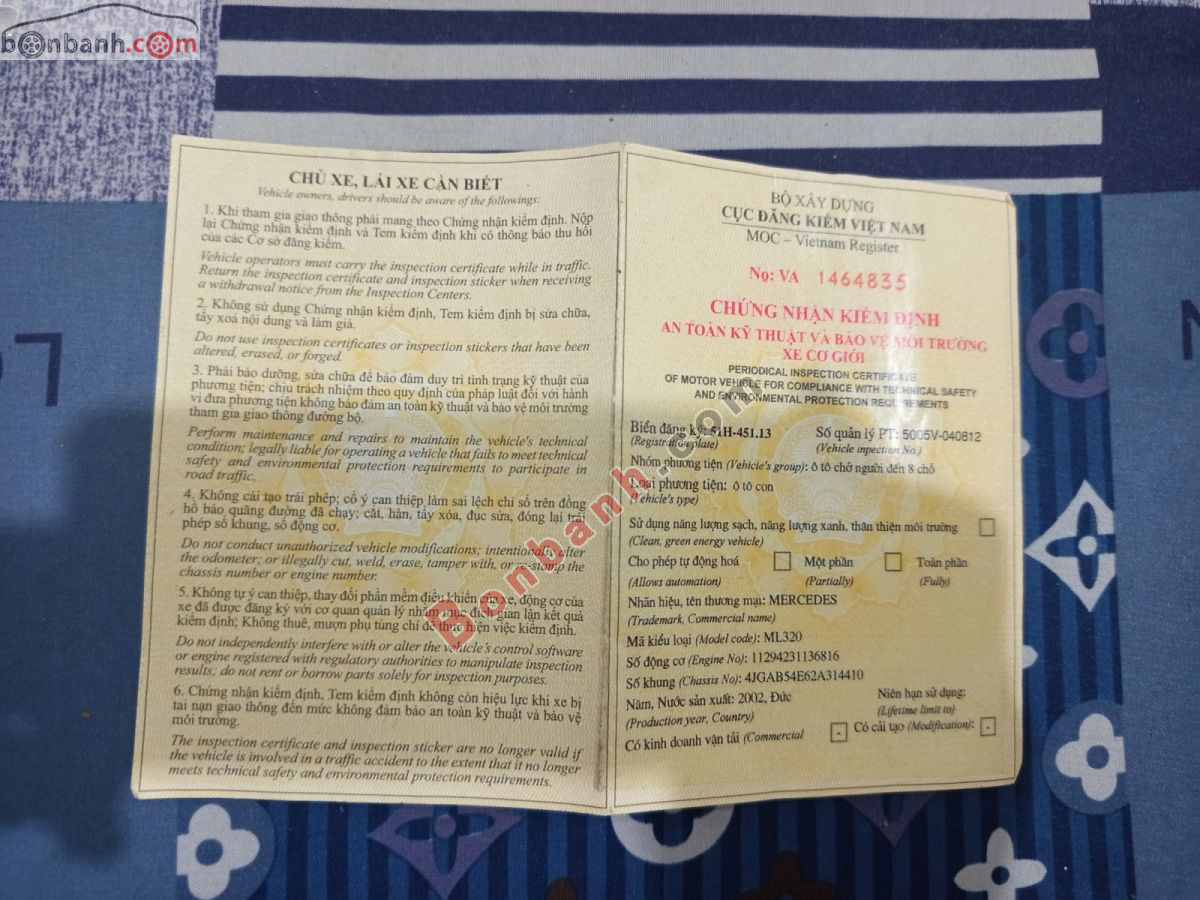 bonbanh.com
CHỦ XE, LÁI XE CẦN BIẾT
Vehicle owners, drivers should be aware of the followings:
1. Khi tham gia giao thông phải mang theo Chứng nhận kiểm định. Nộp
lại Chứng nhận kiểm định và Tem kiểm định khi có thông báo thu hồi
của các Cơ sở đăng kiểm.
Vehicle operators must carry the inspection certificate while in traffic.
Return the inspection certificate and inspection sticker when receiving
a withdrawal notice from the Inspection Centers.
2. Không sử dụng Chứng nhận kiểm định, Tem kiểm định bị sửa chữa,
tẩy xoá nội dung và làm giả.
Do not use inspection certificates or inspection stickers that have been
altered, erased, or forged.
3. Phải bảo dưỡng, sửa chữa để bảo đảm duy trì tình trạng kỹ thuật của
phương tiện; chịu trách nhiệm theo quy định của pháp luật đối với hành
vi đưa phương tiện không bảo đảm an toàn kỹ thuật và bảo vệ môi trường
tham gia giao thông đường bộ.
Perform maintenance and repairs to maintain the vehicle's technical
condition; legally liable for operating a vehicle that fails to meet technical
safety and environmental protection requirements to participate in
road traffic.
4. Không cải tạo trái phép; cố ý can thiệp làm sai lệch chỉ số trên đồng
hồ báo quãng đường đã chạy; cắt, hàn, tẩy xóa, đục sửa, đóng lại trái
phép số khung, số động cơ.
Do not conduct unauthorized vehicle modifications; intentionally alter
the odometer; or illegally cut, weld, erase, tamper with, or re-stamp the
chassis number or engine number.
5. Không tự ý can thiệp, thay đổi phần mềm điều khiển của xe, động cơ của
xe đã được đăng ký với cơ quan quản lý nhằm mục đích gian lận kết quả
kiểm định; Không thuê, mượn phụ tùng chỉ để thực hiện việc kiểm định.
Do not independently interfere with or alter the vehicle's control software
or engine registered with regulatory authorities to manipulate inspection
results; do not rent or borrow parts solely for inspection purposes.
6. Chứng nhận kiểm định, Tem kiểm định không còn hiệu lực khi xe bị
tai nạn giao thông đến mức không đảm bảo an toàn kỹ thuật và bảo vệ
môi trường.
The inspection certificate and inspection sticker are no longer valid if
the vehicle is involved in a traffic accident to the extent that it no longer
meets technical safety and environmental protection requirements.
BỘ XÂY DỰNG
CỤC ĐĂNG KIỂM VIỆT NAM
MOC – Vietnam Register
No: VA 1464835
CHỨNG NHẬN KIỂM ĐỊNH
AN TOÀN KỸ THUẬT VÀ BẢO VỆ MÔI TRƯỜNG
XE CƠ GIỚI
PERIODICAL INSPECTION CERTIFICATE
OF MOTOR VEHICLE FOR COMPLIANCE WITH TECHNICAL SAFETY
AND ENVIRONMENTAL PROTECTION REQUIREMENTS
Biển đăng ký: 51H-451.13 Số quản lý PT: 5005V-040812
(Registration plate) (Vehicle inpection No.)
Nhóm phương tiện (Vehicle's group): ô tô chở người đến 8 chỗ
Loại phương tiện: ô tô con
(Vehicle's type)
Sử dụng năng lượng sạch, năng lượng xanh, thân thiện môi trường
(Clean, green energy vehicle)
Cho phép tự động hoá Một phần Toàn phần
(Allows automation) (Partially) (Fully)
Nhãn hiệu, tên thương mại: MERCEDES
(Trademark, Commercial name)
Mã kiểu loại (Model code): ML320
Số động cơ (Engine No): 11294231136816
Số khung (Chassis No): 4JGAB54E62A314410
Năm, Nước sản xuất: 2002, Đức Niên hạn sử dụng:
(Production year, Country) (Lifetime limit to)
Có kinh doanh vận tải (Commercial - Có cải tạo (Modification): -
Bonbanh.com